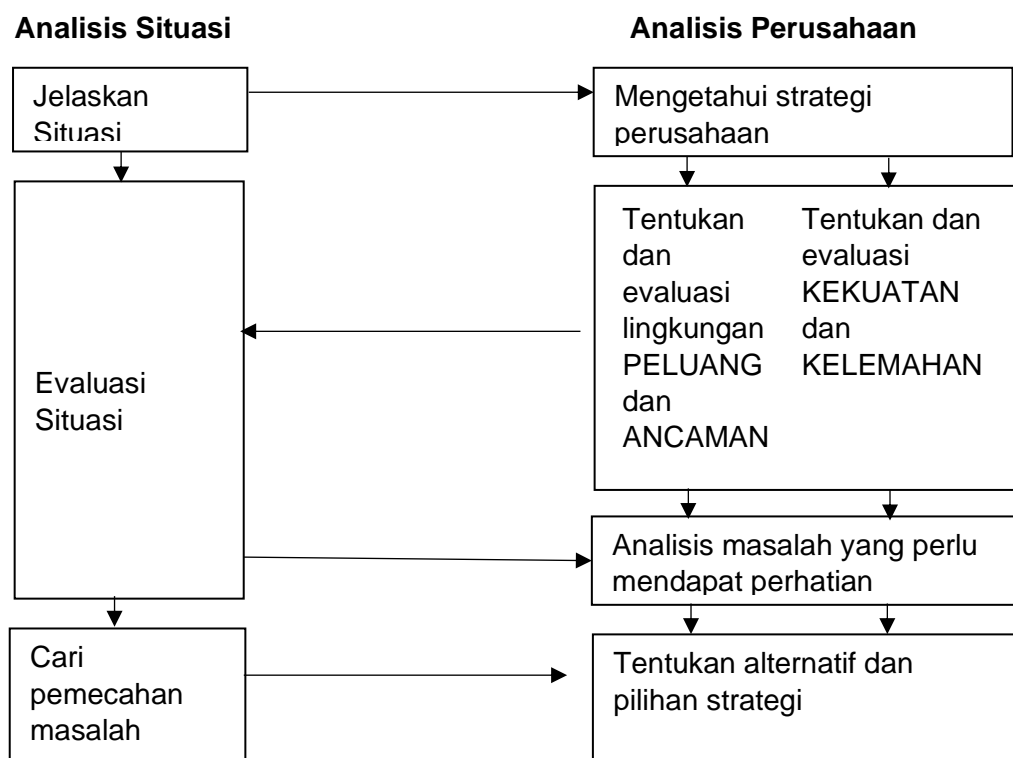 Analisis Situasi
Analisis Perusahaan
Jelaskan
Situasi
Mengetahui strategi
perusahaan
Evaluasi
Situasi
Tentukan
dan
evaluasi
lingkungan
PELUANG
dan
ANCAMAN
Tentukan dan
evaluasi
KEKUATAN
dan
KELEMAHAN
Analisis masalah yang perlu
mendapat perhatian
Cari
pemecahan
masalah
Tentukan alternatif dan
pilihan strategi